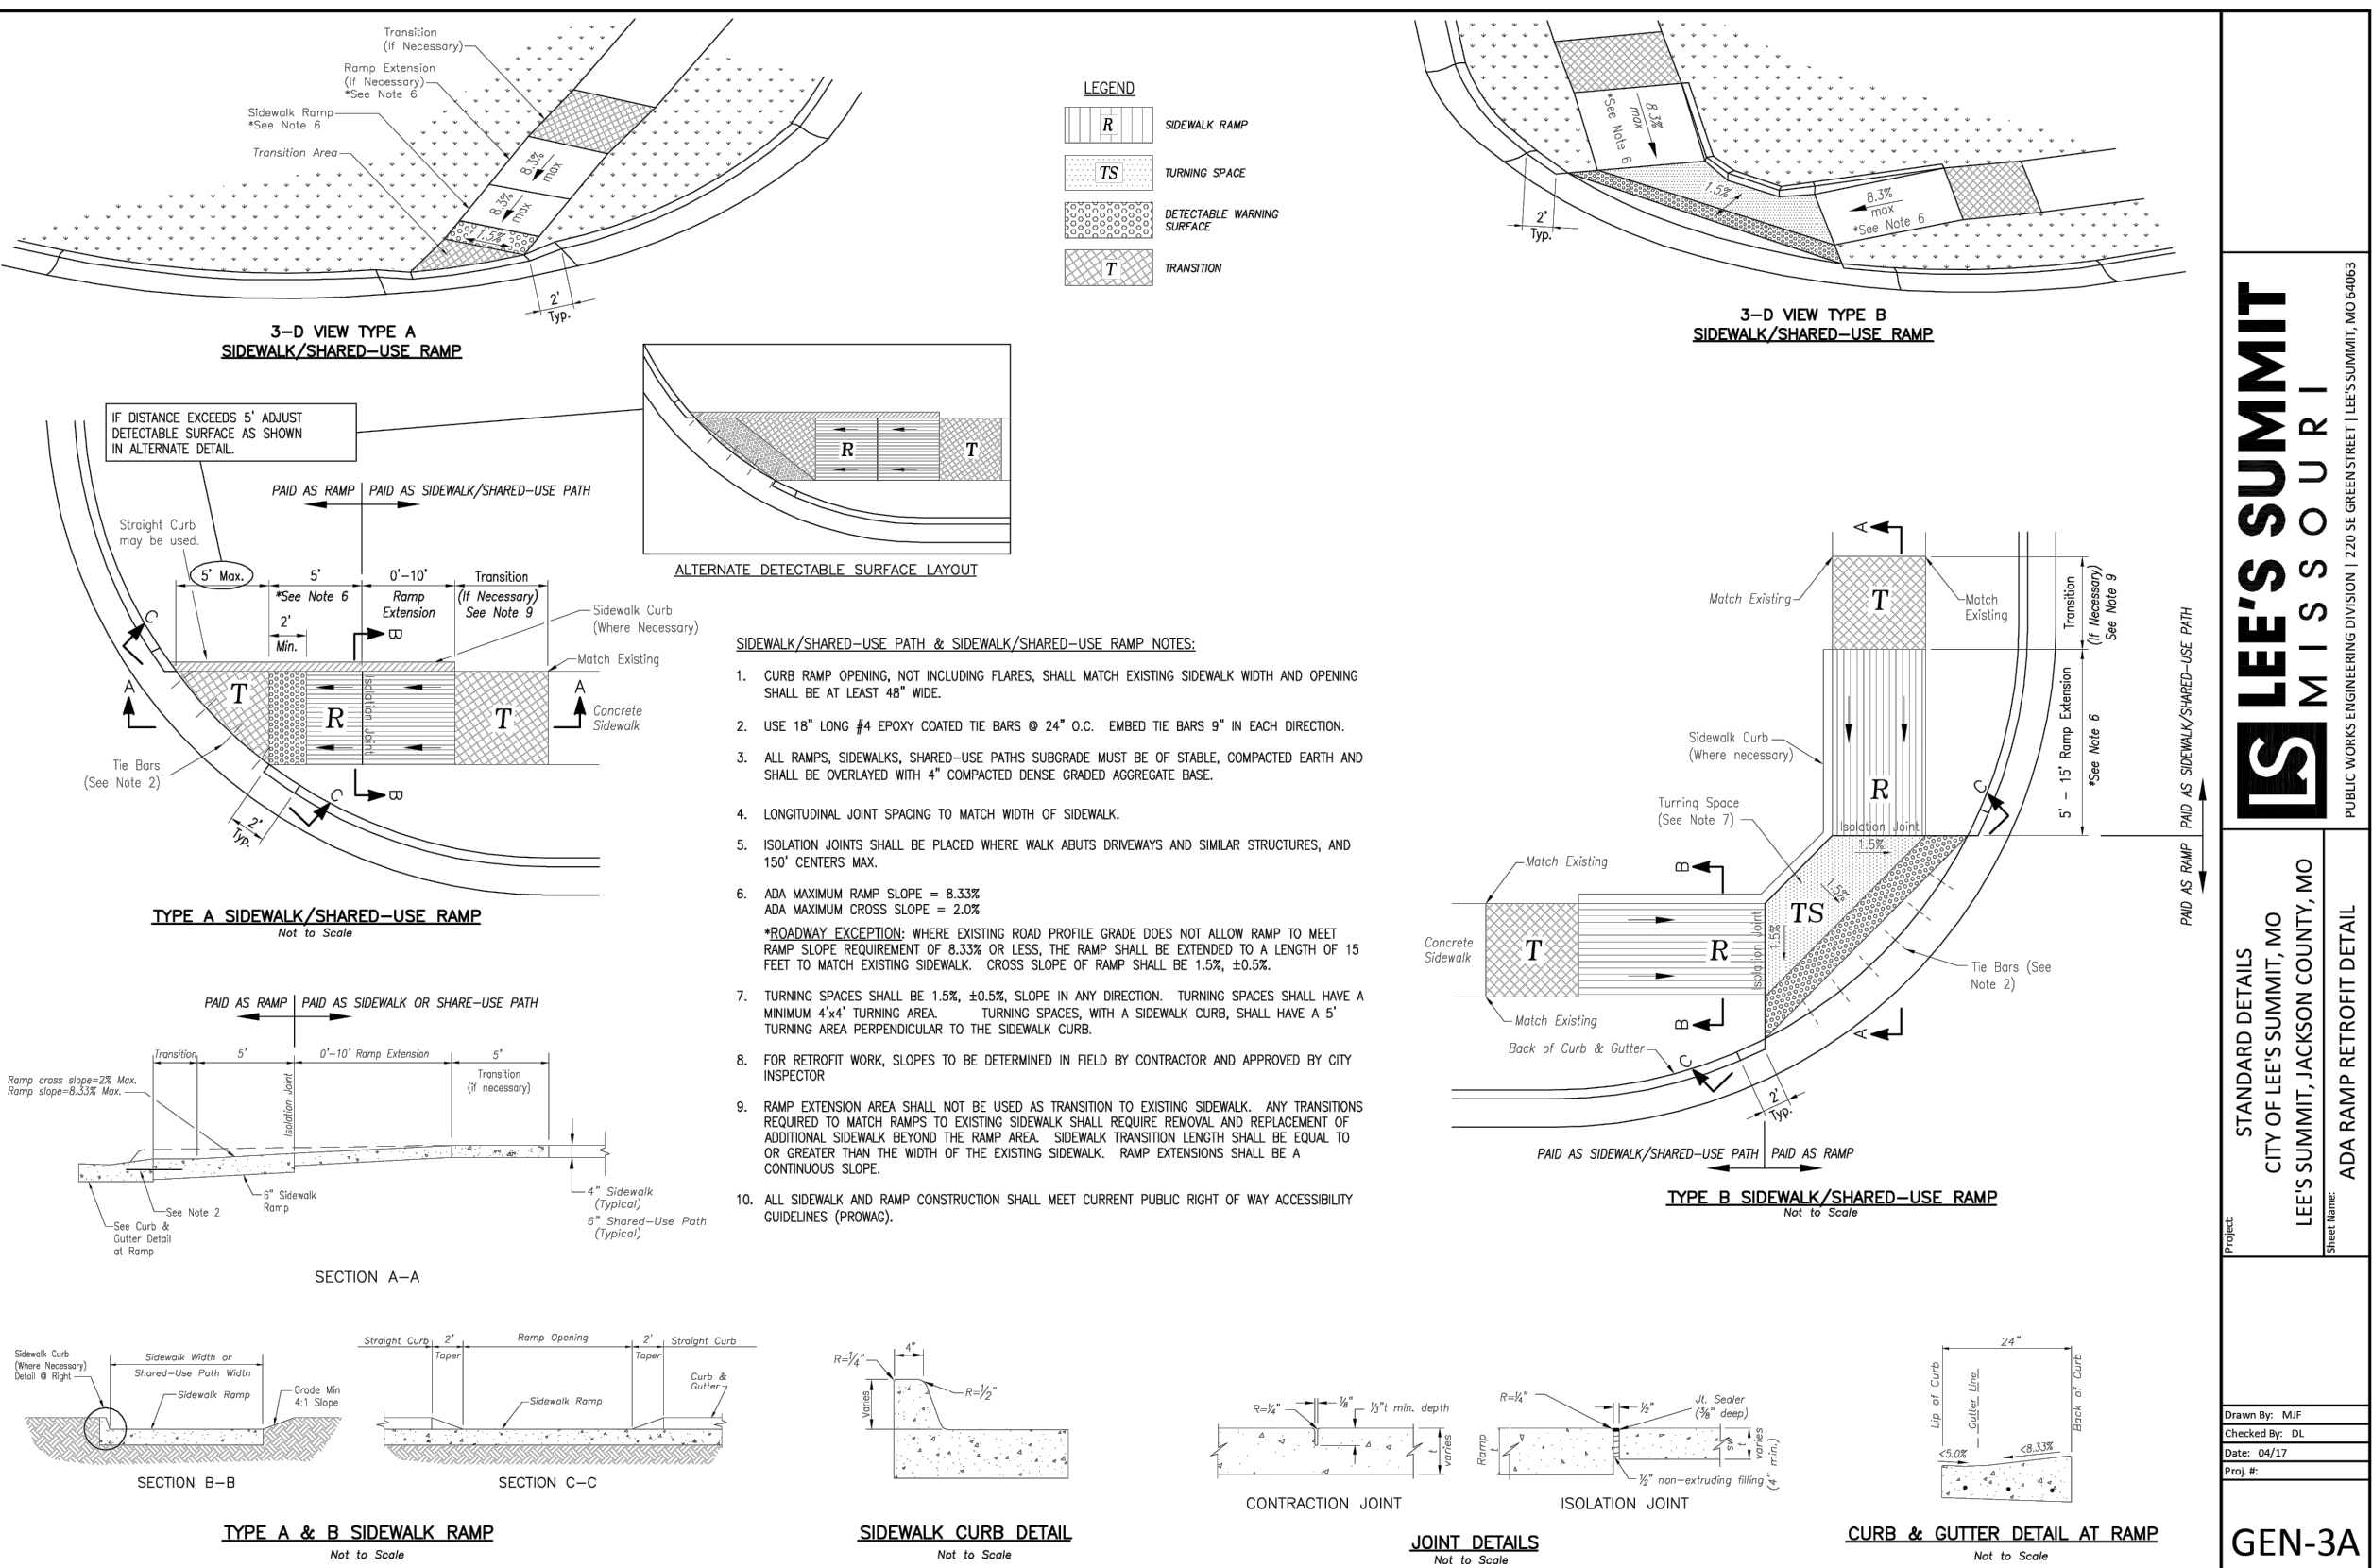 Transition
(If Necessary)
Ramp Extension
(If Necessary)
*See Note 6
Sidewalk Ramp
*See Note 6
Transition Area
8.3%
max
8.3%
max
1.5%
2'
Typ.
3-D VIEW TYPE A
SIDEWALK/SHARED-USE RAMP
LEGEND
R
SIDEWALK RAMP
TS
TURNING SPACE
DETECTABLE WARNING
SURFACE
T
TRANSITION
*See Note 6
8.3%
max
1.5%
8.3%
max
*See Note 6
2'
Typ.
3-D VIEW TYPE B
SIDEWALK/SHARED-USE RAMP
IF DISTANCE EXCEEDS 5' ADJUST
DETECTABLE SURFACE AS SHOWN
IN ALTERNATE DETAIL.
R
T
ALTERNATE DETECTABLE SURFACE LAYOUT
PAID AS RAMP
PAID AS SIDEWALK/SHARED-USE PATH
Straight Curb
may be used.
5' Max.
5'
*See Note 6
0'-10'
Ramp
Extension
Transition
(If Necessary)
See Note 9
2'
Min.
Sidewalk Curb
(Where Necessary)
Match Existing
Concrete
Sidewalk
C
B
A
A
T
R
Isolation Joint
T
Tie Bars
(See Note 2)
B
C
2'
Typ.
TYPE A SIDEWALK/SHARED-USE RAMP
Not to Scale
PAID AS RAMP
PAID AS SIDEWALK OR SHARE-USE PATH
Transition
5'
0'-10' Ramp Extension
5'
Transition
(if necessary)
Ramp cross slope=2% Max.
Ramp slope=8.33% Max.
Isolation Joint
See Note 2
6" Sidewalk
Ramp
See Curb &
Gutter Detail
at Ramp
4" Sidewalk
(Typical)
6" Shared-Use Path
(Typical)
SECTION A-A
SIDEWALK/SHARED-USE PATH & SIDEWALK/SHARED-USE RAMP NOTES:
1. CURB RAMP OPENING, NOT INCLUDING FLARES, SHALL MATCH EXISTING SIDEWALK WIDTH AND OPENING
SHALL BE AT LEAST 48" WIDE.
2. USE 18" LONG #4 EPOXY COATED TIE BARS @ 24" O.C. EMBED TIE BARS 9" IN EACH DIRECTION.
3. ALL RAMPS, SIDEWALKS, SHARED-USE PATHS SUBGRADE MUST BE OF STABLE, COMPACTED EARTH AND
SHALL BE OVERLAYED WITH 4" COMPACTED DENSE GRADED AGGREGATE BASE.
4. LONGITUDINAL JOINT SPACING TO MATCH WIDTH OF SIDEWALK.
5. ISOLATION JOINTS SHALL BE PLACED WHERE WALK ABUTS DRIVEWAYS AND SIMILAR STRUCTURES, AND
150' CENTERS MAX.
6. ADA MAXIMUM RAMP SLOPE = 8.33%
ADA MAXIMUM CROSS SLOPE = 2.0%
*ROADWAY EXCEPTION: WHERE EXISTING ROAD PROFILE GRADE DOES NOT ALLOW RAMP TO MEET
RAMP SLOPE REQUIREMENT OF 8.33% OR LESS, THE RAMP SHALL BE EXTENDED TO A LENGTH OF 15
FEET TO MATCH EXISTING SIDEWALK. CROSS SLOPE OF RAMP SHALL BE 1.5%, ±0.5%.
7. TURNING SPACES SHALL BE 1.5%, ±0.5%, SLOPE IN ANY DIRECTION. TURNING SPACES SHALL HAVE A
MINIMUM 4'x4' TURNING AREA. TURNING SPACES, WITH A SIDEWALK CURB, SHALL HAVE A 5'
TURNING AREA PERPENDICULAR TO THE SIDEWALK CURB.
8. FOR RETROFIT WORK, SLOPES TO BE DETERMINED IN FIELD BY CONTRACTOR AND APPROVED BY CITY
INSPECTOR
9. RAMP EXTENSION AREA SHALL NOT BE USED AS TRANSITION TO EXISTING SIDEWALK. ANY TRANSITIONS
REQUIRED TO MATCH RAMPS TO EXISTING SIDEWALK SHALL REQUIRE REMOVAL AND REPLACEMENT OF
ADDITIONAL SIDEWALK BEYOND THE RAMP AREA. SIDEWALK TRANSITION LENGTH SHALL BE EQUAL TO
OR GREATER THAN THE WIDTH OF THE EXISTING SIDEWALK. RAMP EXTENSIONS SHALL BE A
CONTINUOUS SLOPE.
10. ALL SIDEWALK AND RAMP CONSTRUCTION SHALL MEET CURRENT PUBLIC RIGHT OF WAY ACCESSIBILITY
GUIDELINES (PROWAG).
A
Match Existing
T
Match
Existing
Transition
(If Necessary)
See Note 9
5' - 15' Ramp Extension
*See Note 6
PAID AS SIDEWALK/SHARED-USE PATH
PAID AS RAMP
Sidewalk Curb
(Where necessary)
R
Isolation Joint
C
Turning Space
(See Note 7)
1.5%
1.5%
1.5%
TS
Match Existing
B
Concrete
Sidewalk
T
R
Isolation Joint
Tie Bars (See
Note 2)
Match Existing
B
A
Back of Curb & Gutter
C
2'
Typ.
PAID AS SIDEWALK/SHARED-USE PATH
PAID AS RAMP
TYPE B SIDEWALK/SHARED-USE RAMP
Not to Scale
Sidewalk Curb
(Where Necessary)
Detail @ Right
Sidewalk Width or
Shared-Use Path Width
Sidewalk Ramp
Grade Min
4:1 Slope
SECTION B-B
Straight Curb
2'
Taper
Ramp Opening
2'
Taper
Straight Curb
Curb &
Gutter
Sidewalk Ramp
SECTION C-C
TYPE A & B SIDEWALK RAMP
Not to Scale
4"
R=¼"
R=½"
Varies
SIDEWALK CURB DETAIL
Not to Scale
R=¼"
⅛"
⅓"t min. depth
t
varies
CONTRACTION JOINT
R=¼"
½"
Jt. Sealer
(⅜" deep)
Ramp
t
sw
t
varies
(4" min.)
½" non-extruding filling
ISOLATION JOINT
JOINT DETAILS
Not to Scale
24"
Lip of Curb
Gutter Line
Back of Curb
<5.0%
<8.33%
CURB & GUTTER DETAIL AT RAMP
Not to Scale
LS
LEE'S SUMMIT
MISSOURI
PUBLIC WORKS ENGINEERING DIVISION | 220 SE GREEN STREET | LEE'S SUMMIT, MO 64063
Project:
STANDARD DETAILS
CITY OF LEE'S SUMMIT, MO
LEE'S SUMMIT, JACKSON COUNTY, MO
Sheet Name:
ADA RAMP RETROFIT DETAIL
Drawn By: MJF
Checked By: DL
Date: 04/17
Proj. #:
GEN-3A